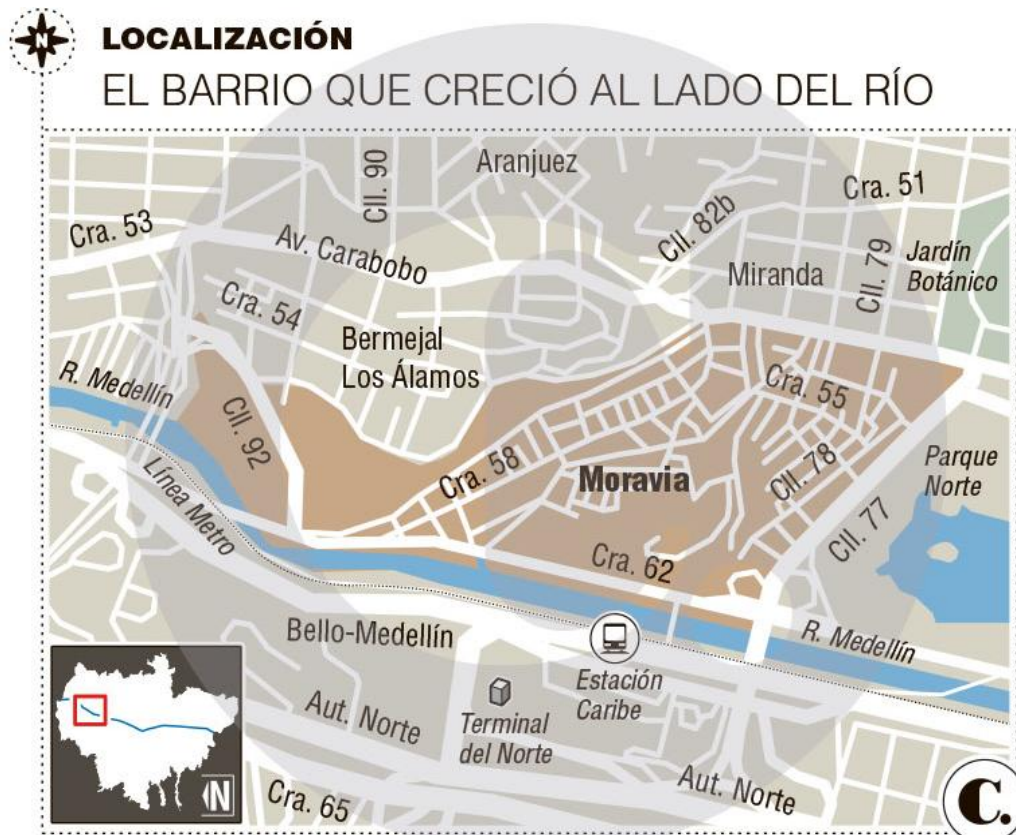 N
LOCALIZACIÓN
EL BARRIO QUE CRECIÓ AL LADO DEL RÍO
Cll. 90
Aranjuez
Cra. 51
Cra. 53
Cll. 82b
Av. Carabobo
Miranda
Cll. 79
Jardín
Botánico
Cra. 54
Bermejal
Los Álamos
R. Medellín
Cra. 55
Cll. 92
Cra. 58
Moravia
Cll. 78
Parque
Norte
Línea Metro
Cll. 77
Cra. 62
Bello-Medellín
R. Medellín
Estación
Caribe
Terminal
del Norte
Aut. Norte
Aut. Norte
N
Cra. 65
C.